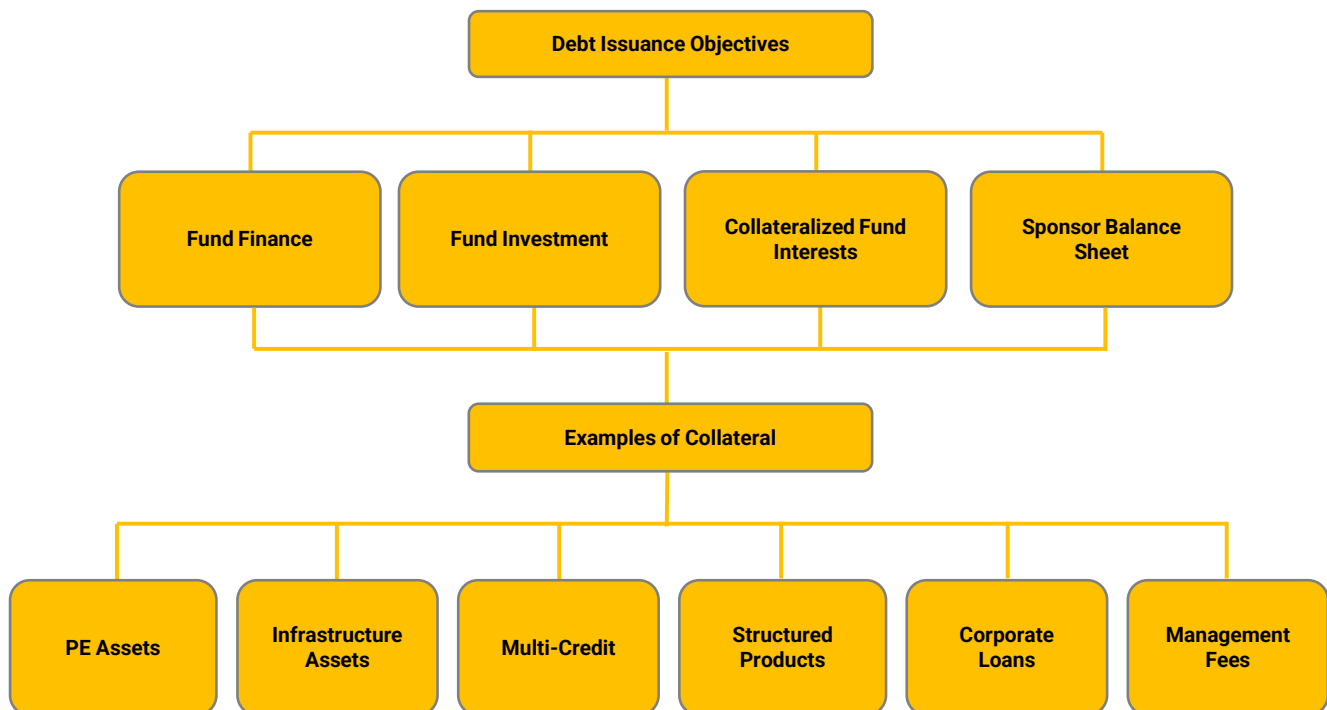 Debt Issuance Objectives
Fund Finance
Fund Investment
Collateralized Fund
Interests
Sponsor Balance
Sheet
Examples of Collateral
PE Assets
Infrastructure
Assets
Multi-Credit
Structured
Products
Corporate
Loans
Management
Fees